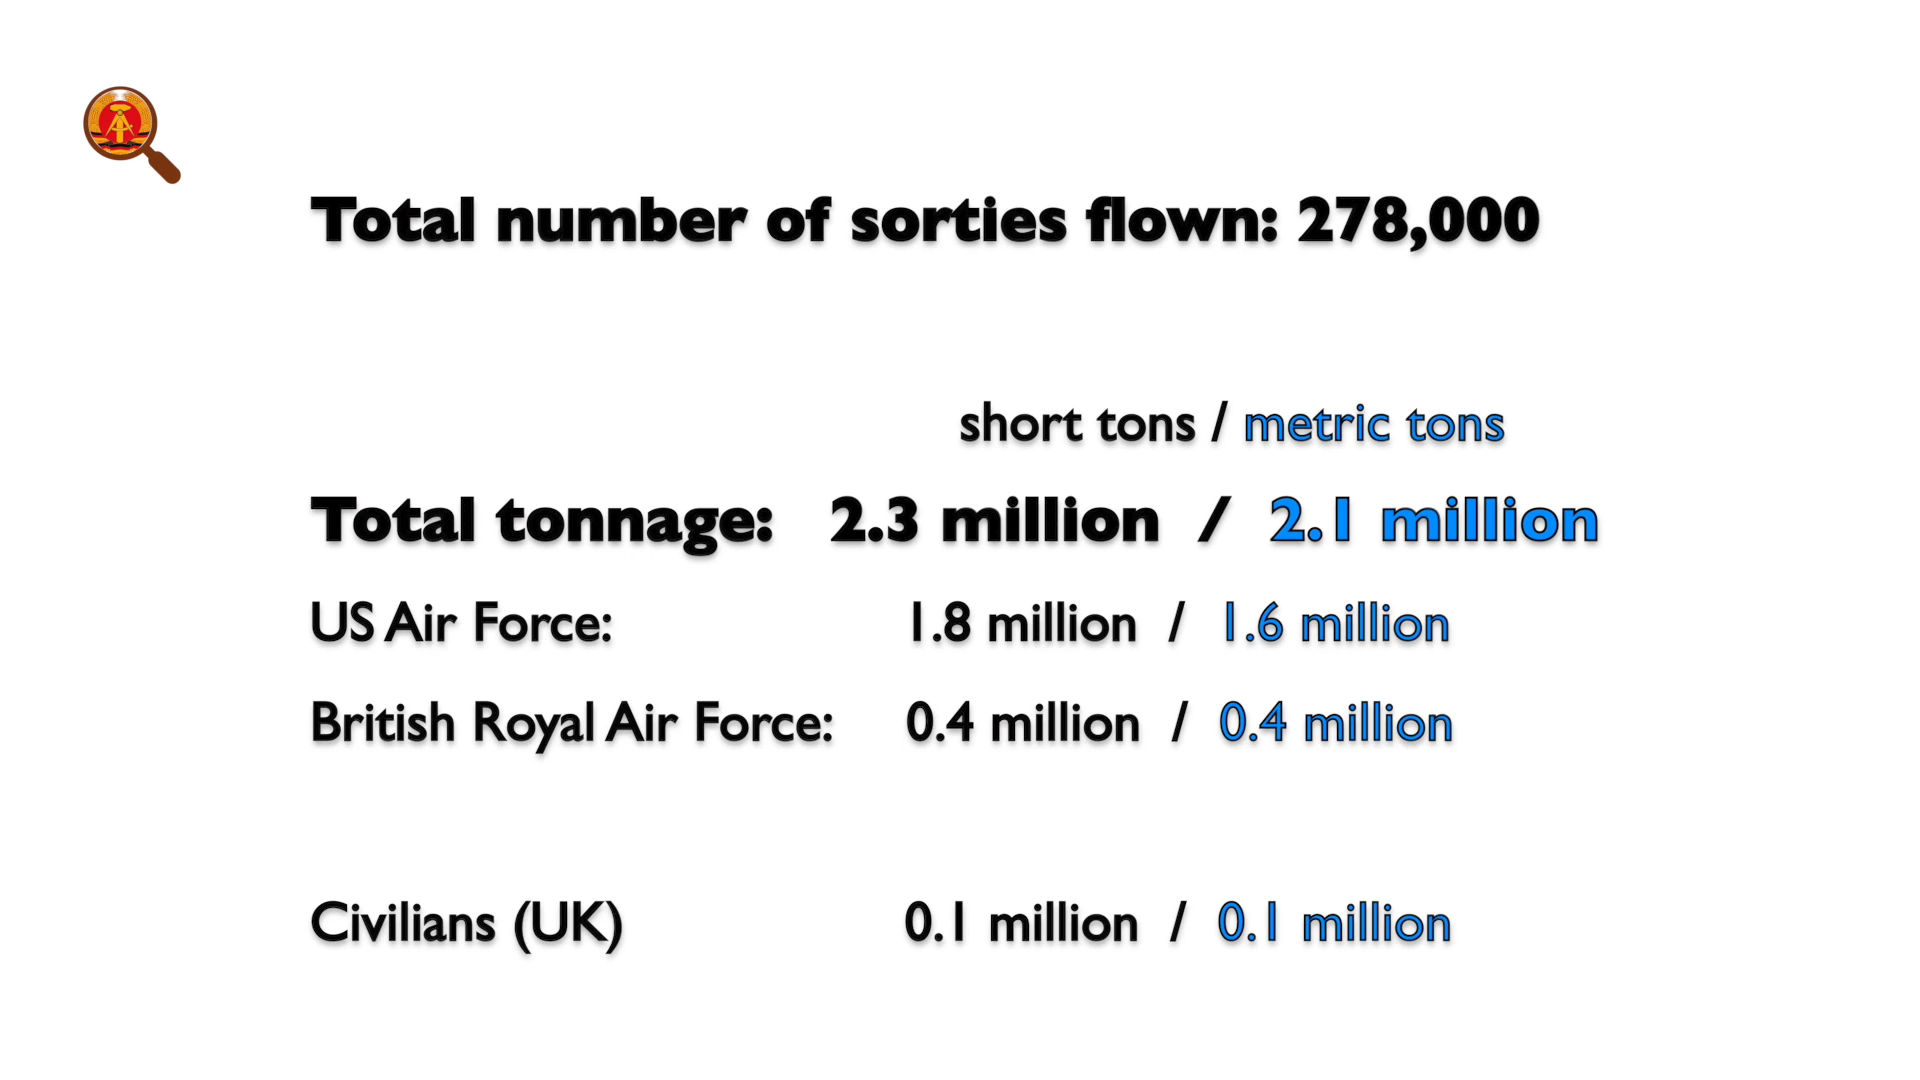 Total number of sorties flown: 278,000
short tons / metric tons
Total tonnage: 2.3 million / 2.1 million
US Air Force: 1.8 million / 1.6 million
British Royal Air Force: 0.4 million / 0.4 million
Civilians (UK) 0.1 million / 0.1 million